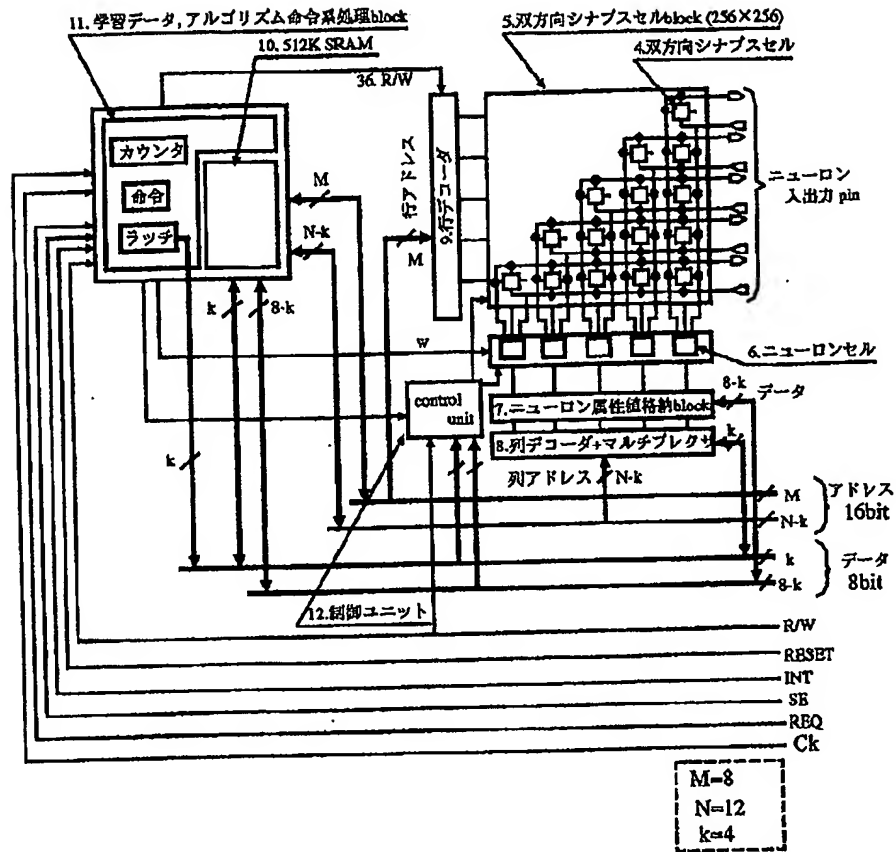 11. 学習データ,アルゴリズム命令系処理block
10. 512K SRAM
5.双方向シナプスセルblock (256×256)
4.双方向シナプスセル
36. R/W
カウンタ
命令
ラッチ
M
N-k
k
8-k
行アドレス
M
9.行デコーダ
ニューロン
入出力 pin
W
6.ニューロンセル
control
unit
7.ニューロン属性値格納block
8-k
データ
8.列デコーダ+マルチプレクサ
k
列アドレス
N-k
k
M
N-k
アドレス
16bit
k
8-k
データ
8bit
12.制御ユニット
R/W
RESET
INT
SE
REQ
Ck
M=8
N=12
k=4